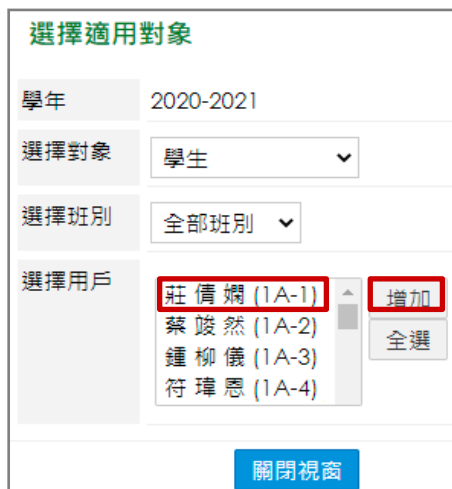 選擇適用對象
學年 2020-2021
選擇對象 學生
選擇班別 全部班別
選擇用戶 莊倩嫻 (1A-1) 增加
蔡竣然 (1A-2) 全選
鍾柳儀 (1A-3)
符瑋恩 (1A-4)
關閉視窗